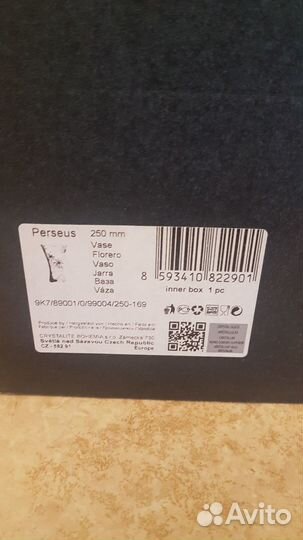 Perseus 250 mm
Vase
Florero
Vaso
Jarra
Ваза
Váza
8 593410 822901
inner box 1 pc
9K7/89001/0/99004/250-169
CRYSTALITE BOHEMIA s.r.o. Zámecká 730
Světlá nad Sázavou Czech Republic
CZ - 582 91 Europe
Avito